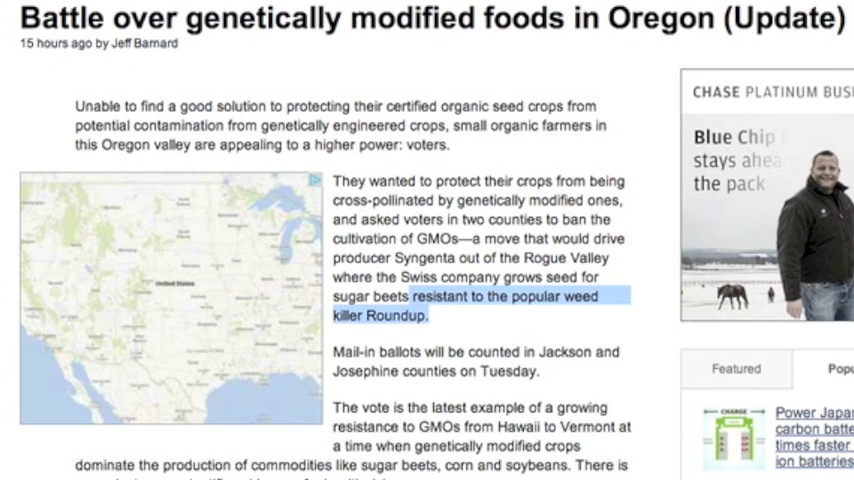 Battle over genetically modified foods in Oregon (Update)
15 hours ago by Jeff Barnard
Unable to find a good solution to protecting their certified organic seed crops from
potential contamination from genetically engineered crops, small organic farmers in
this Oregon valley are appealing to a higher power: voters.
They wanted to protect their crops from being
cross-pollinated by genetically modified ones,
and asked voters in two counties to ban the
cultivation of GMOs—a move that would drive
producer Syngenta out of the Rogue Valley
where the Swiss company grows seed for
sugar beets resistant to the popular weed
killer Roundup.
Mail-in ballots will be counted in Jackson and
Josephine counties on Tuesday.
The vote is the latest example of a growing
resistance to GMOs from Hawaii to Vermont at
a time when genetically modified crops
dominate the production of commodities like sugar beets, corn and soybeans. There is
United States
CHASE PLATINUM BUS
Blue Chip
stays ahea
the pack
Featured
Popu
CHARGE
Power Japa
carbon batte
times faster
ion batteries